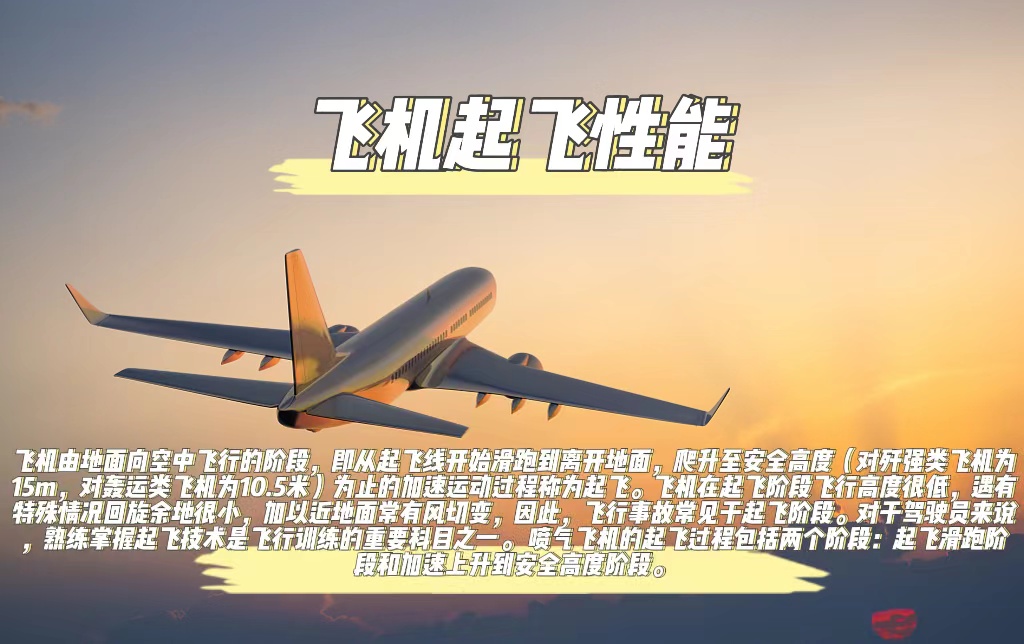 飞机起飞性能
飞机由地面向空中飞行的阶段，即从起飞线开始滑跑到离开地面，爬升至安全高度（对歼强类飞机为
15m，对轰运类飞机为10.5米）为止的加速运动过程称为起飞。飞机在起飞阶段飞行高度很低，遇有
特殊情况回旋余地很小，加以近地面常有风切变，因此，飞行事故常见于起飞阶段。对于驾驶员来说
，熟练掌握起飞技术是飞行训练的重要科目之一。喷气飞机的起飞过程包括两个阶段：起飞滑跑阶
段和加速上升到安全高度阶段。